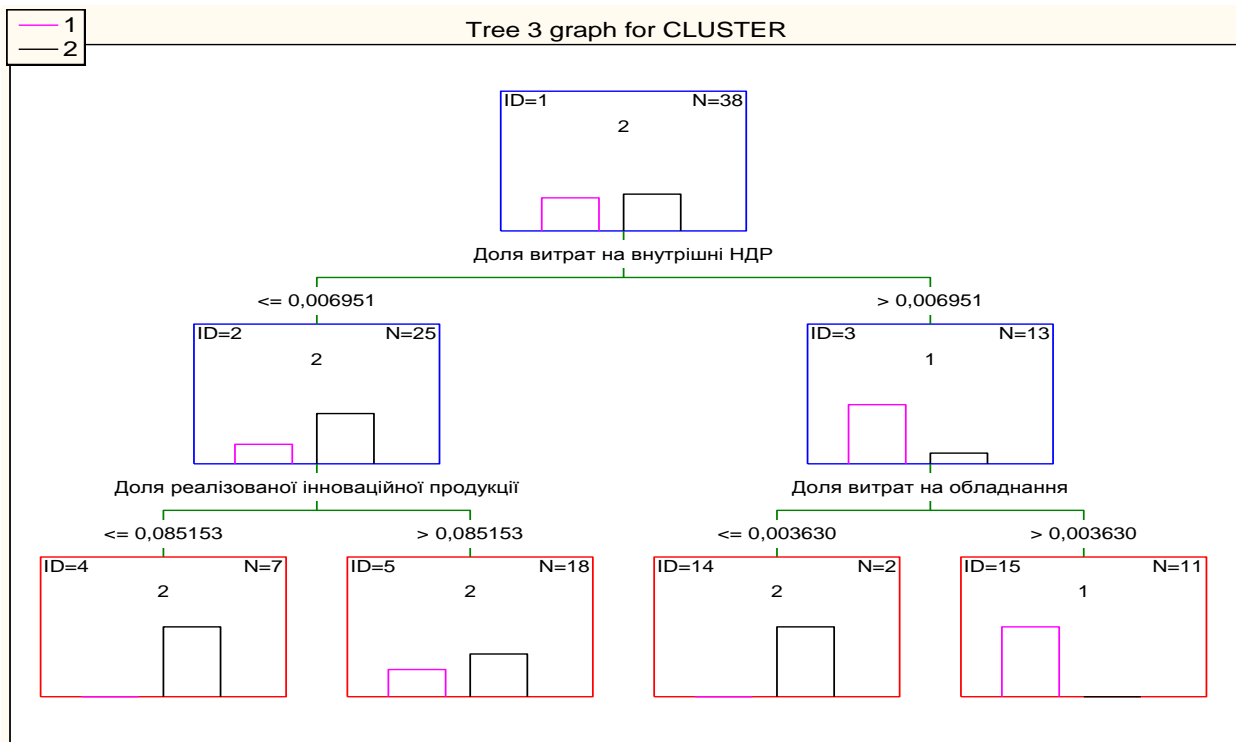 1
2
Tree 3 graph for CLUSTER
ID=1 N=38
2
Доля витрат на внутрішні НДР
<= 0,006951 > 0,006951
ID=2 N=25
2
ID=3 N=13
1
Доля реалізованої інноваційної продукції
Доля витрат на обладнання
<= 0,085153 > 0,085153
<= 0,003630 > 0,003630
ID=4 N=7
2
ID=5 N=18
2
ID=14 N=2
2
ID=15 N=11
1